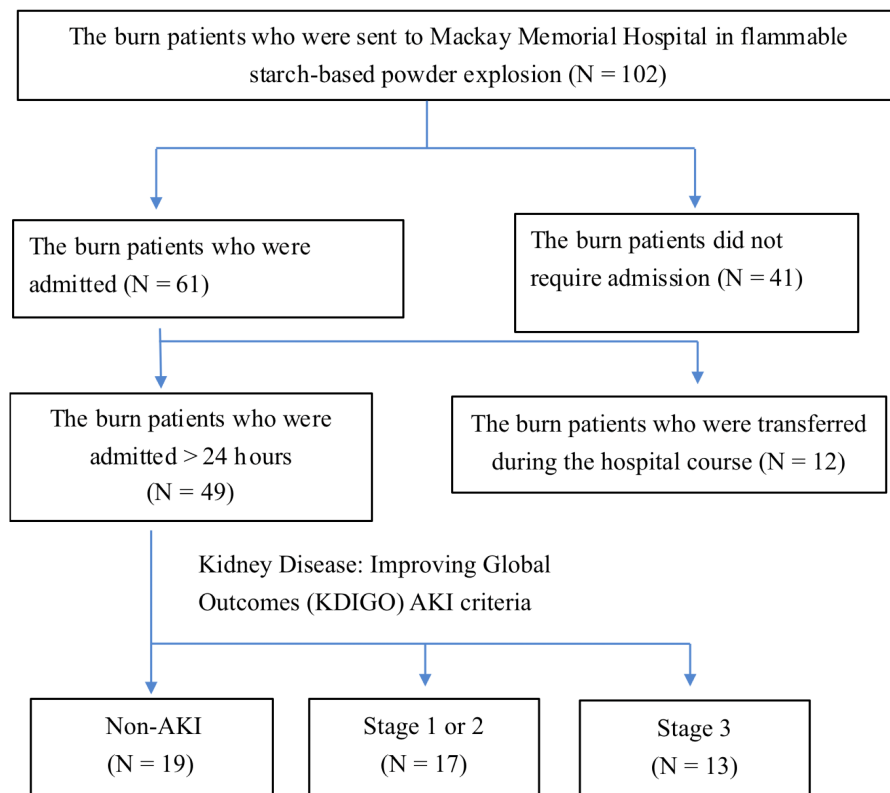 The burn patients who were sent to Mackay Memorial Hospital in flammable
starch-based powder explosion (N = 102)
The burn patients who were
admitted (N = 61)
The burn patients did not
require admission (N = 41)
The burn patients who were
admitted > 24 hours
(N = 49)
The burn patients who were transferred
during the hospital course (N = 12)
Kidney Disease: Improving Global
Outcomes (KDIGO) AKI criteria
Non-AKI
(N = 19)
Stage 1 or 2
(N = 17)
Stage 3
(N = 13)